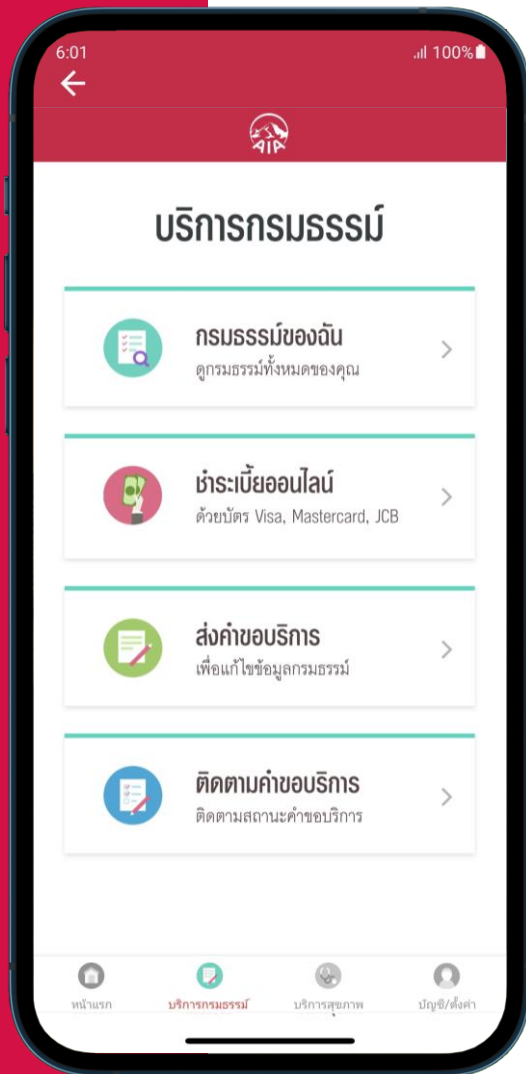 6:01
100%
AIA
บริการกรมธรรม์
กรมธรรม์ของฉัน
ดูกรมธรรม์ทั้งหมดของคุณ
ชำระเบี้ยออนไลน์
ด้วยบัตร Visa, Mastercard, JCB
ส่งคำขอบริการ
เพื่อแก้ไขข้อมูลกรมธรรม์
ติดตามคำขอบริการ
ติดตามสถานะคำขอบริการ
หน้าแรก
บริการกรมธรรม์
บริการสุขภาพ
บัญชี/ตั้งค่า